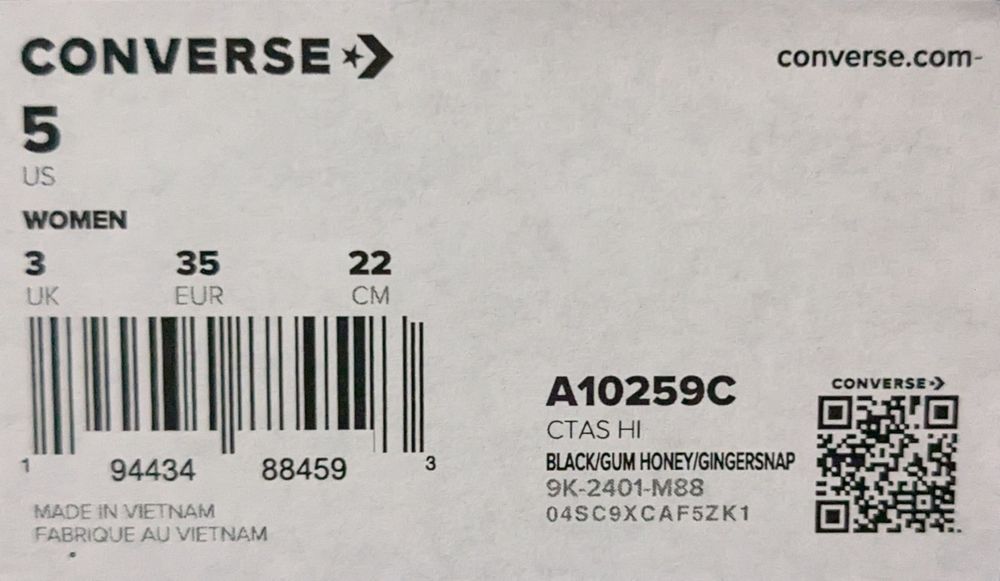 CONVERSE
converse.com-
5
US
WOMEN
3 35 22
UK EUR CM
1 94434 88459 3
MADE IN VIETNAM
FABRIQUE AU VIETNAM
A10259C
CTAS HI
BLACK/GUM HONEY/GINGERSNAP
9K-2401-M88
04SC9XCAF5ZK1
CONVERSE